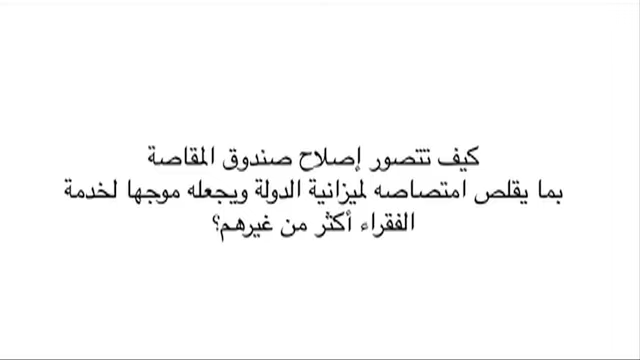 كيف تتصور إصلاح صندوق المقاصة
بما يقلص امتصاصه لميزانية الدولة ويجعله موجها لخدمة
الفقراء أكثر من غيرهم؟